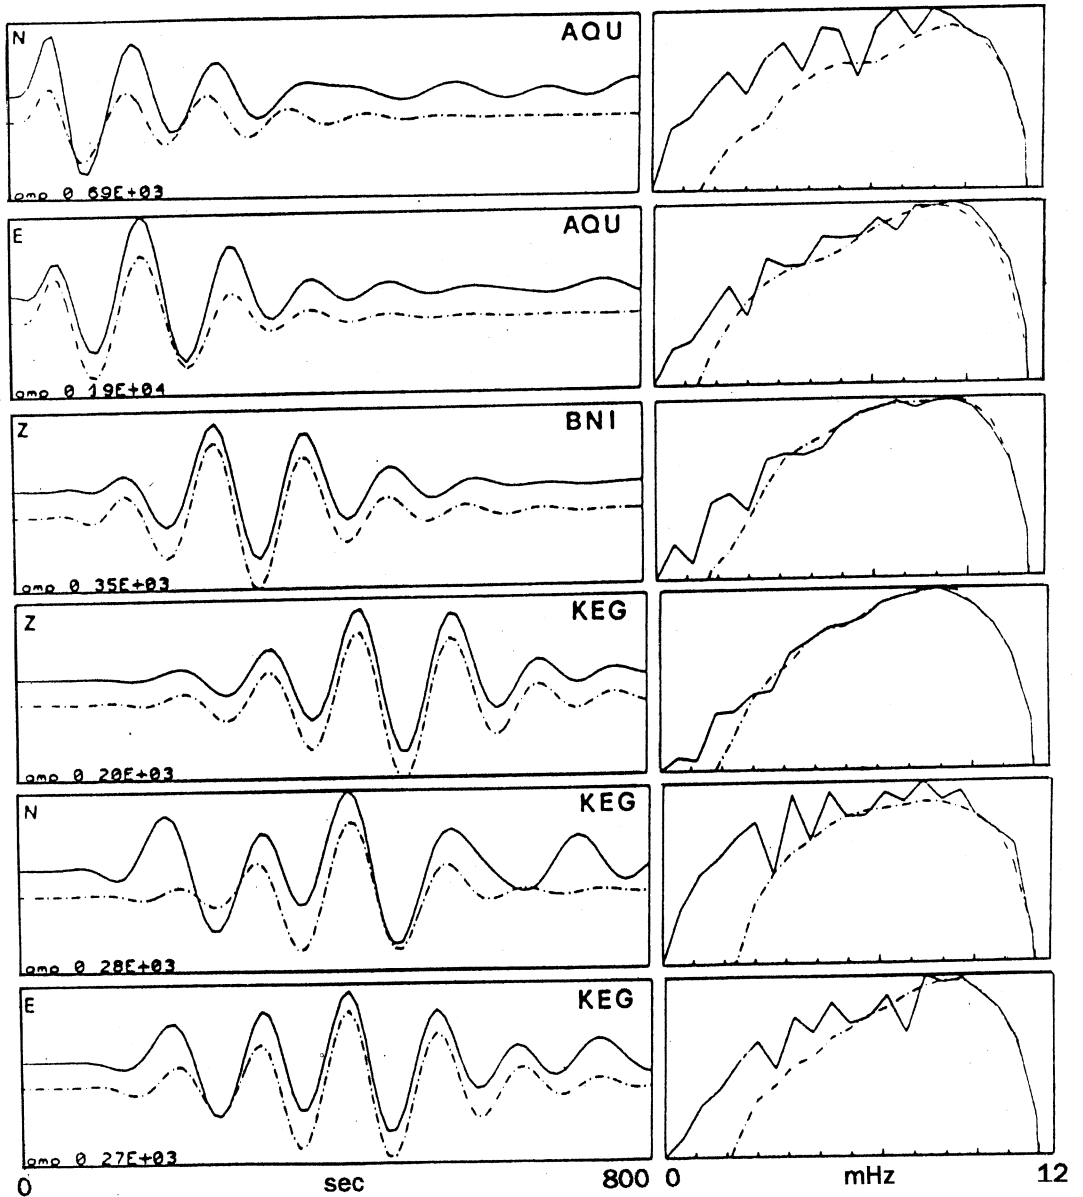 N AQU
amp 0 69E+03
E AQU
amp 0 19E+04
Z BNI
amp 0 35E+03
Z KEG
amp 0 20E+03
N KEG
amp 0 28E+03
E KEG
amp 0 27E+03
0 sec 800 0 mHz 12